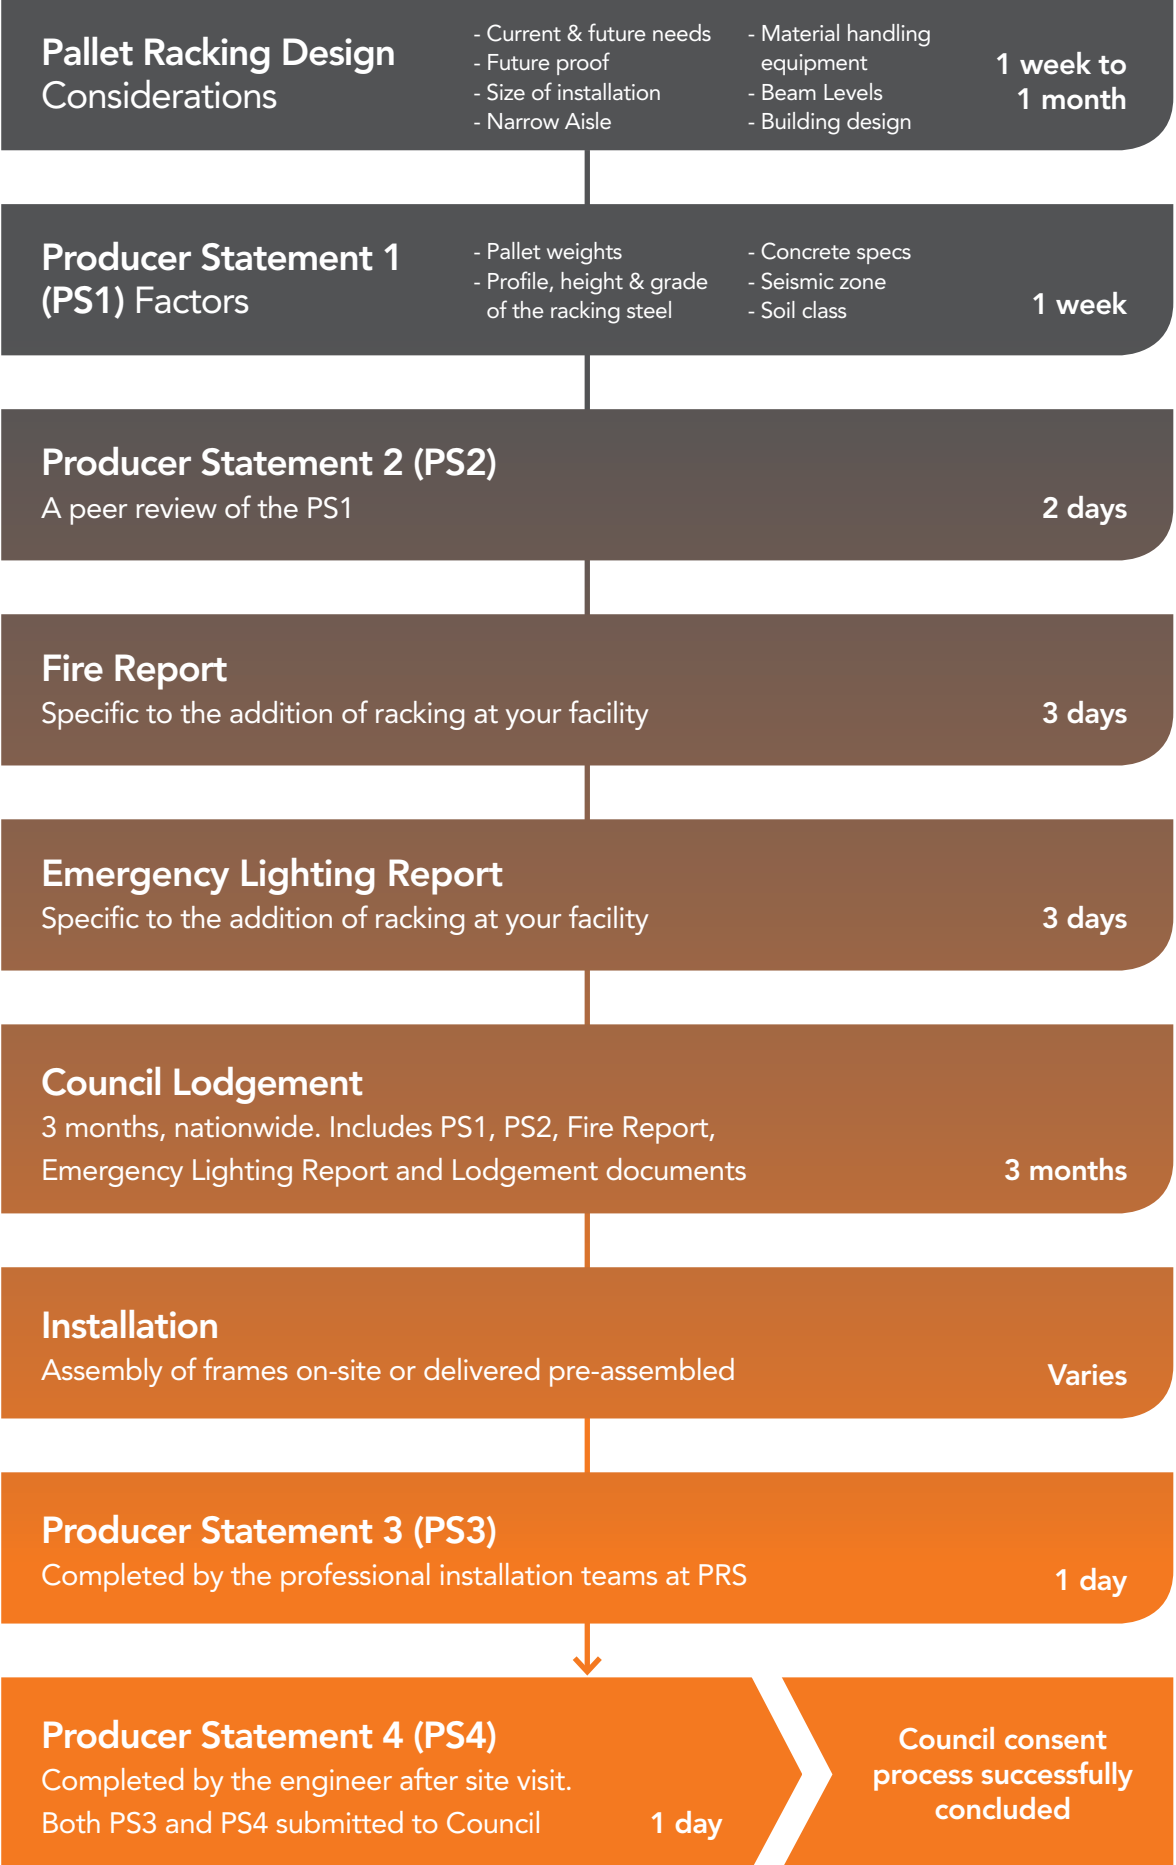 Pallet Racking Design
Considerations
- Current & future needs
- Future proof
- Size of installation
- Narrow Aisle
- Material handling
equipment
- Beam Levels
- Building design
1 week to
1 month
Producer Statement 1
(PS1) Factors
- Pallet weights
- Profile, height & grade
of the racking steel
- Concrete specs
- Seismic zone
- Soil class
1 week
Producer Statement 2 (PS2)
A peer review of the PS1
2 days
Fire Report
Specific to the addition of racking at your facility
3 days
Emergency Lighting Report
Specific to the addition of racking at your facility
3 days
Council Lodgement
3 months, nationwide. Includes PS1, PS2, Fire Report,
Emergency Lighting Report and Lodgement documents
3 months
Installation
Assembly of frames on-site or delivered pre-assembled
Varies
Producer Statement 3 (PS3)
Completed by the professional installation teams at PRS
1 day
Producer Statement 4 (PS4)
Completed by the engineer after site visit.
Both PS3 and PS4 submitted to Council
1 day
Council consent
process successfully
concluded